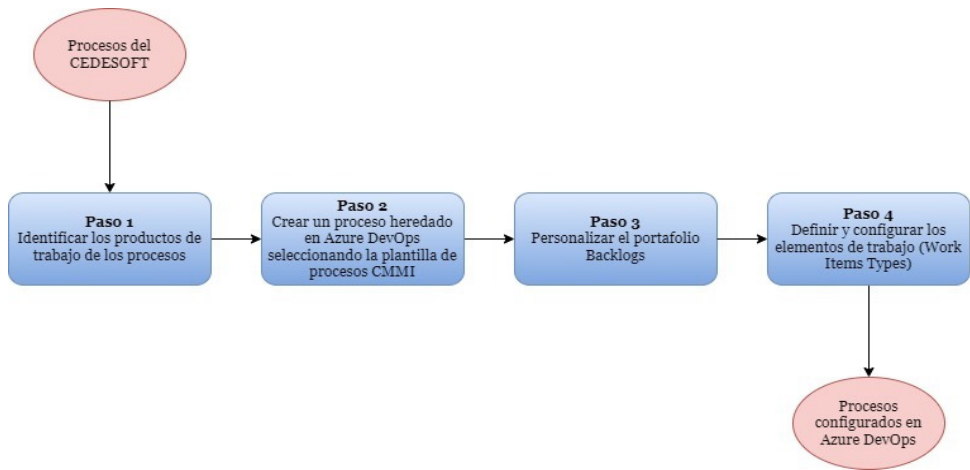 Procesos del
CEDESOFT
Paso 1
Identificar los productos de
trabajo de los procesos
Paso 2
Crear un proceso heredado
en Azure DevOps
seleccionando la plantilla de
procesos CMMI
Paso 3
Personalizar el portafolio
Backlogs
Paso 4
Definir y configurar los
elementos de trabajo (Work
Items Types)
Procesos
configurados en
Azure DevOps